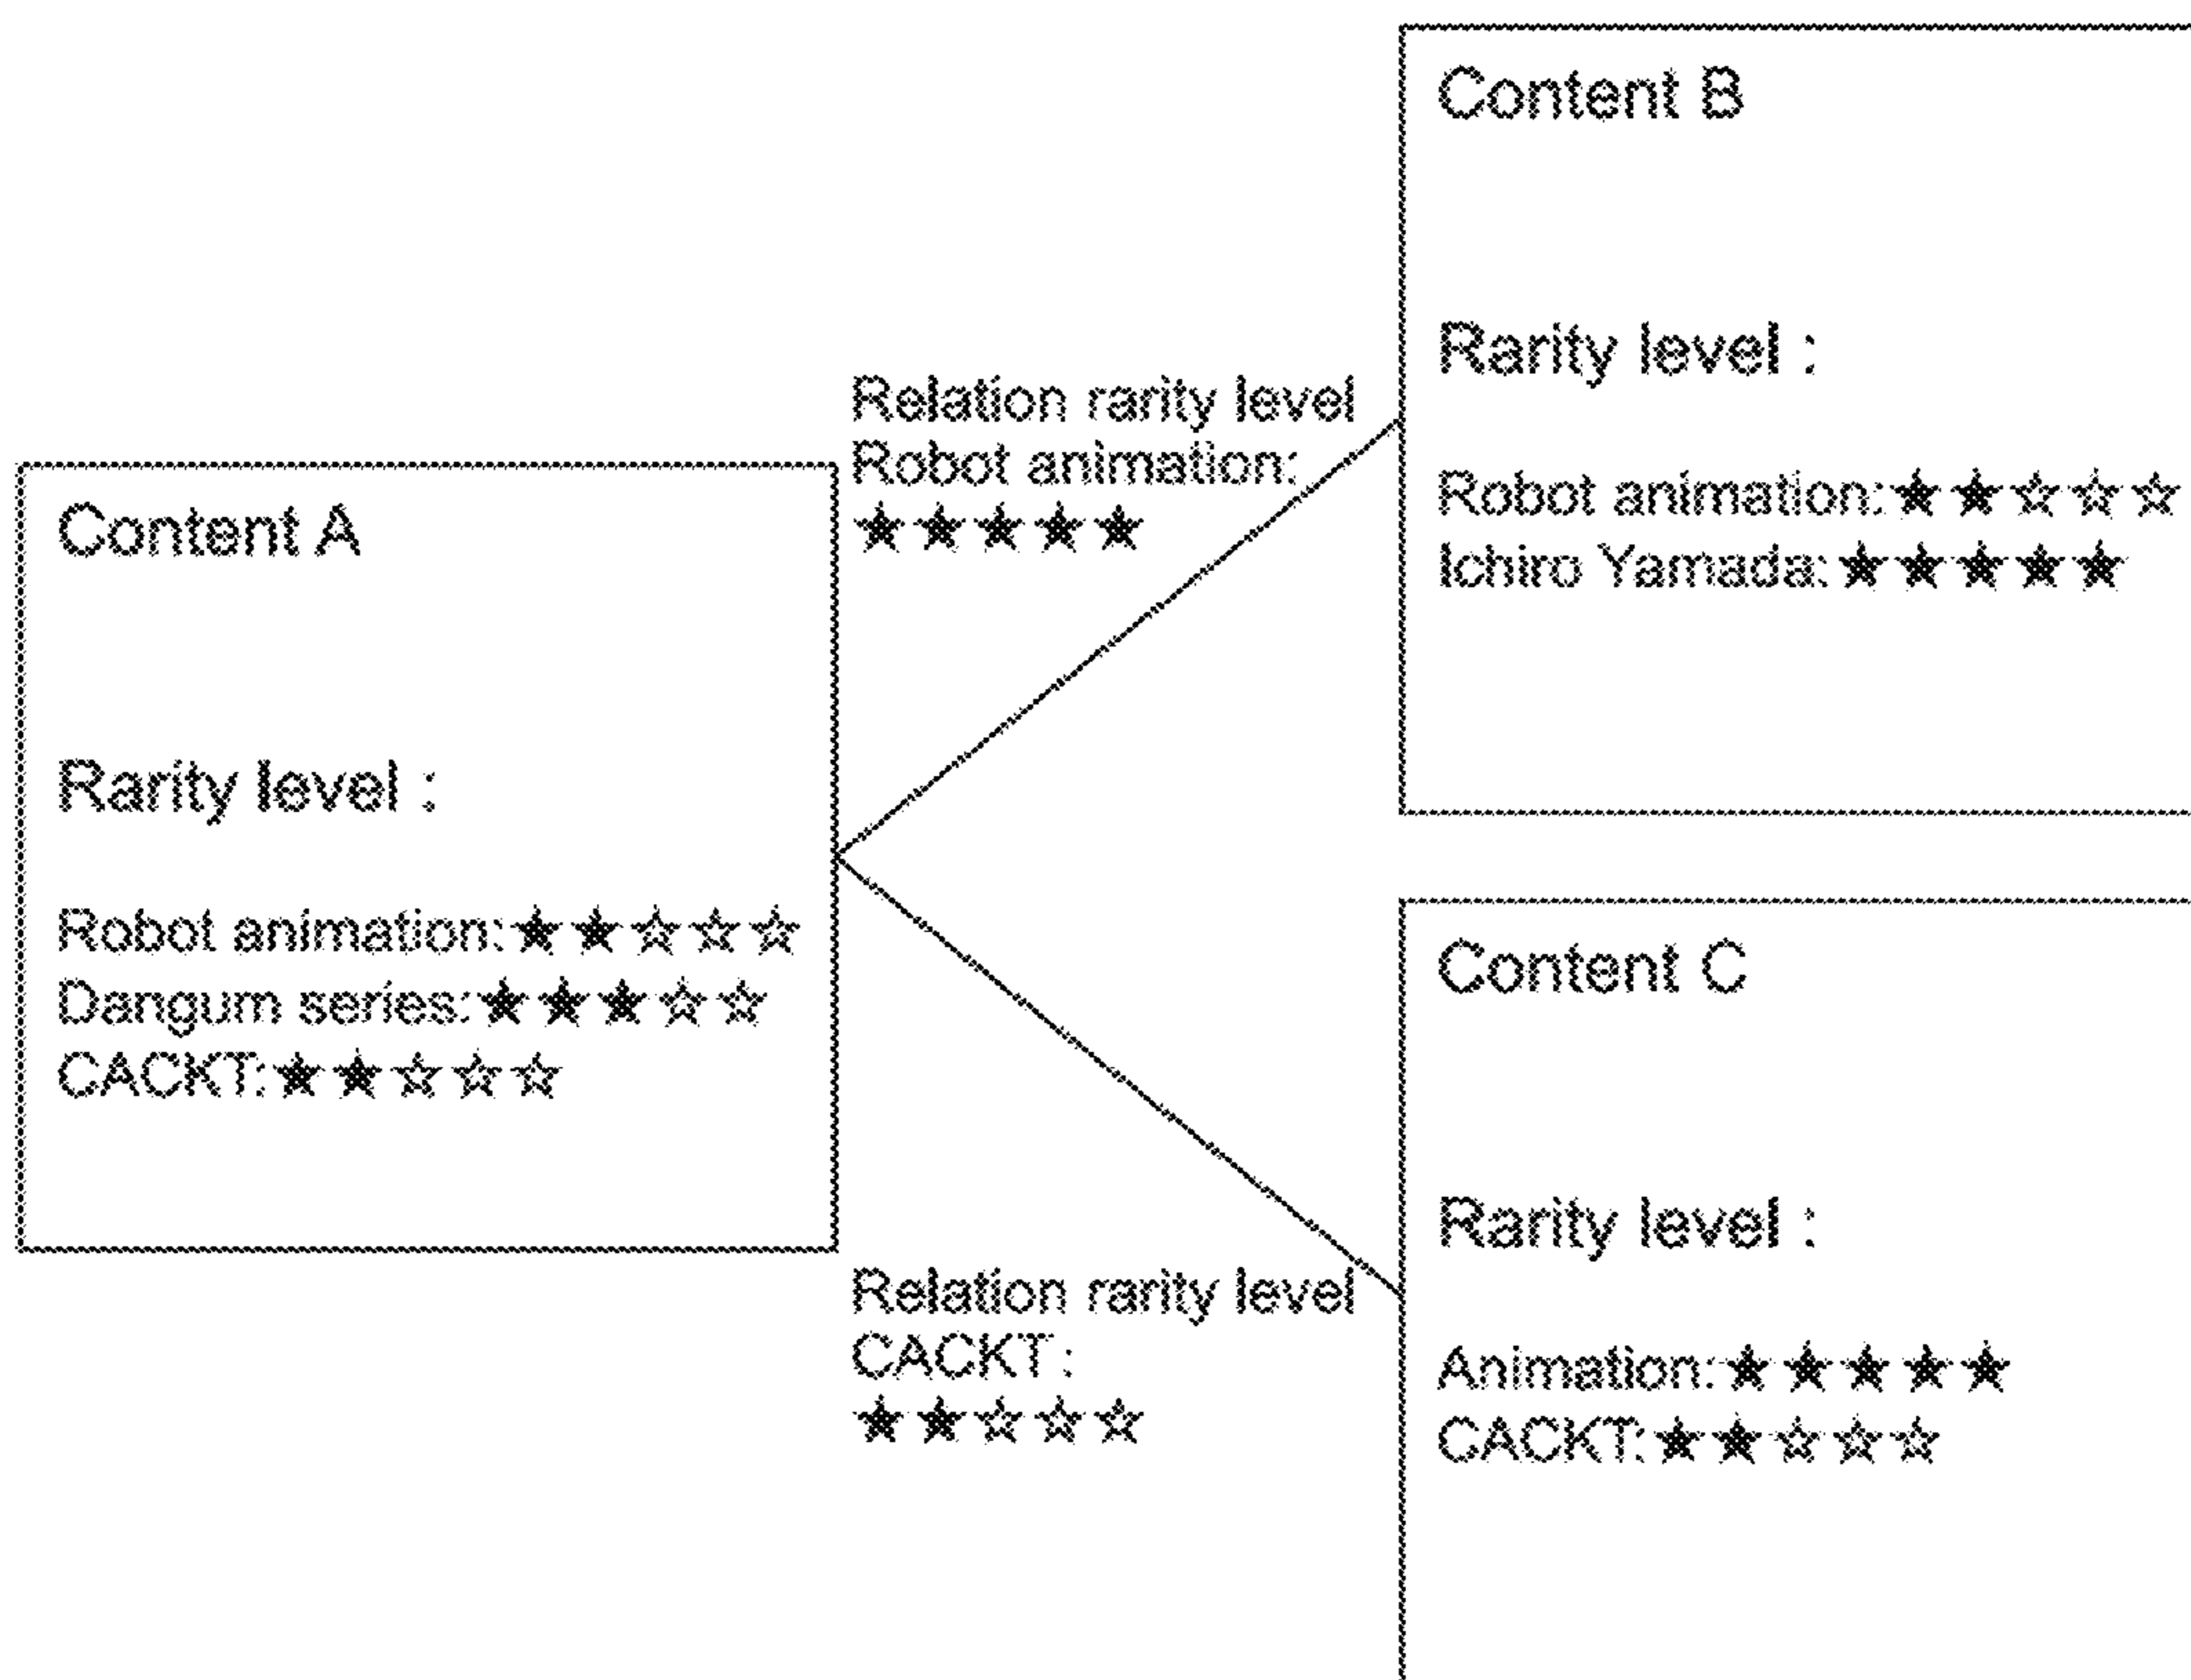 Content A
Rarity level :
Robot animation:★★☆☆☆
Dangum series:★★★☆☆
CACKT:★★☆☆☆
Relation rarity level
Robot animation:
★★★★★
Relation rarity level
CACKT:
★★☆☆☆
Content B
Rarity level :
Robot animation:★★☆☆☆
Ichiro Yamada:★★★★★
Content C
Rarity level :
Animation:★★★★★
CACKT:★★☆☆☆